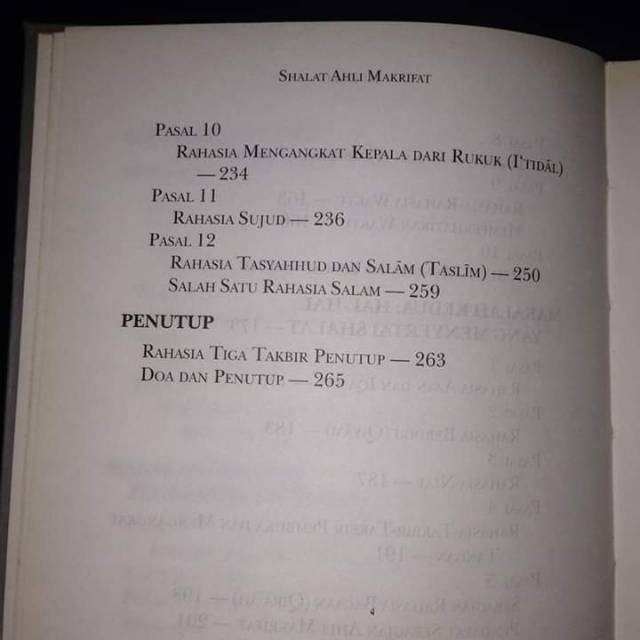 SHALAT AHLI MAKRIFAT
PASAL 10
RAHASIA MENGANGKAT KEPALA DARI RUKUK (I‘TIDĀL)
— 234
PASAL 11
RAHASIA SUJUD — 236
PASAL 12
RAHASIA TASYAHHUD DAN SALĀM (TASLĪM) — 250
SALAH SATU RAHASIA SALAM — 259
PENUTUP
RAHASIA TIGA TAKBIR PENUTUP — 263
DOA DAN PENUTUP — 265